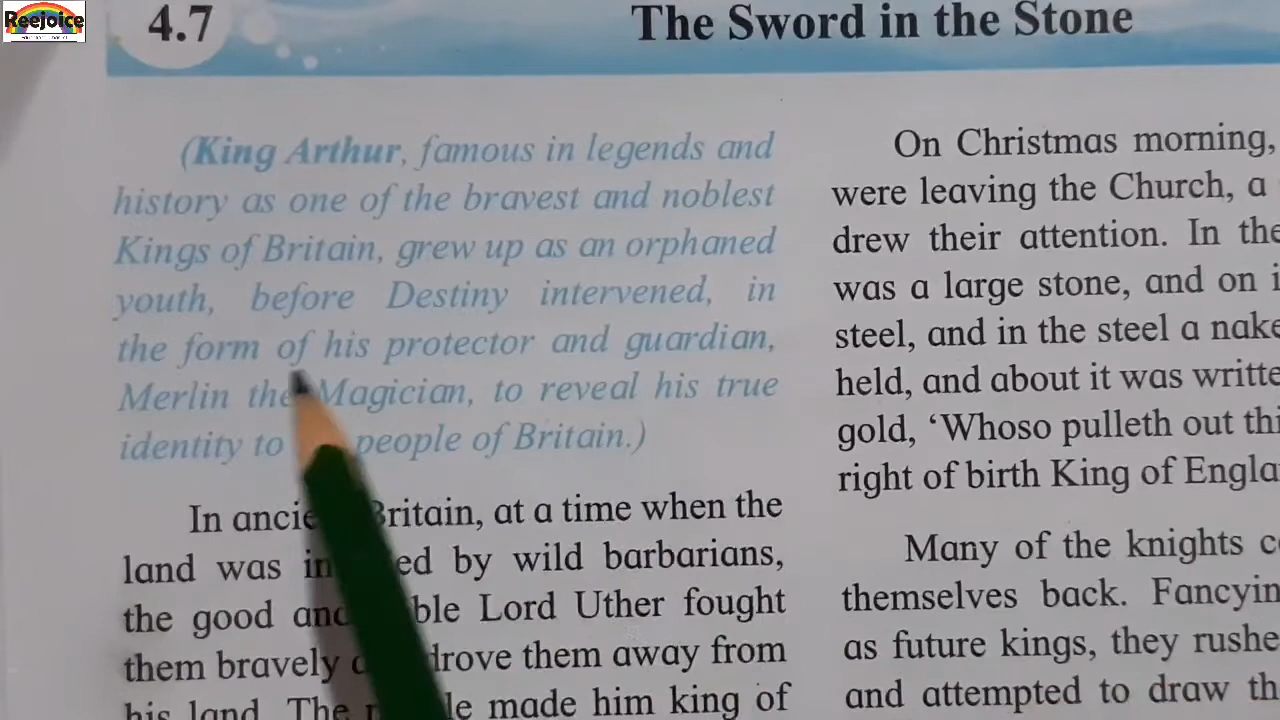 Reejoice
4.7
The Sword in the Stone
(King Arthur, famous in legends and
history as one of the bravest and noblest
Kings of Britain, grew up as an orphaned
youth, before Destiny intervened, in
the form of his protector and guardian,
Merlin the Magician, to reveal his true
identity to people of Britain.)
In ancie Britain, at a time when the
land was in ed by wild barbarians,
the good and ble Lord Uther fought
them bravely drove them away from
his land. The le made him king of
On Christmas morning,
were leaving the Church, a
drew their attention. In the
was a large stone, and on i
steel, and in the steel a nake
held, and about it was writte
gold, ‘Whoso pulleth out thi
right of birth King of Engla
Many of the knights c
themselves back. Fancyin
as future kings, they rushe
and attempted to draw th